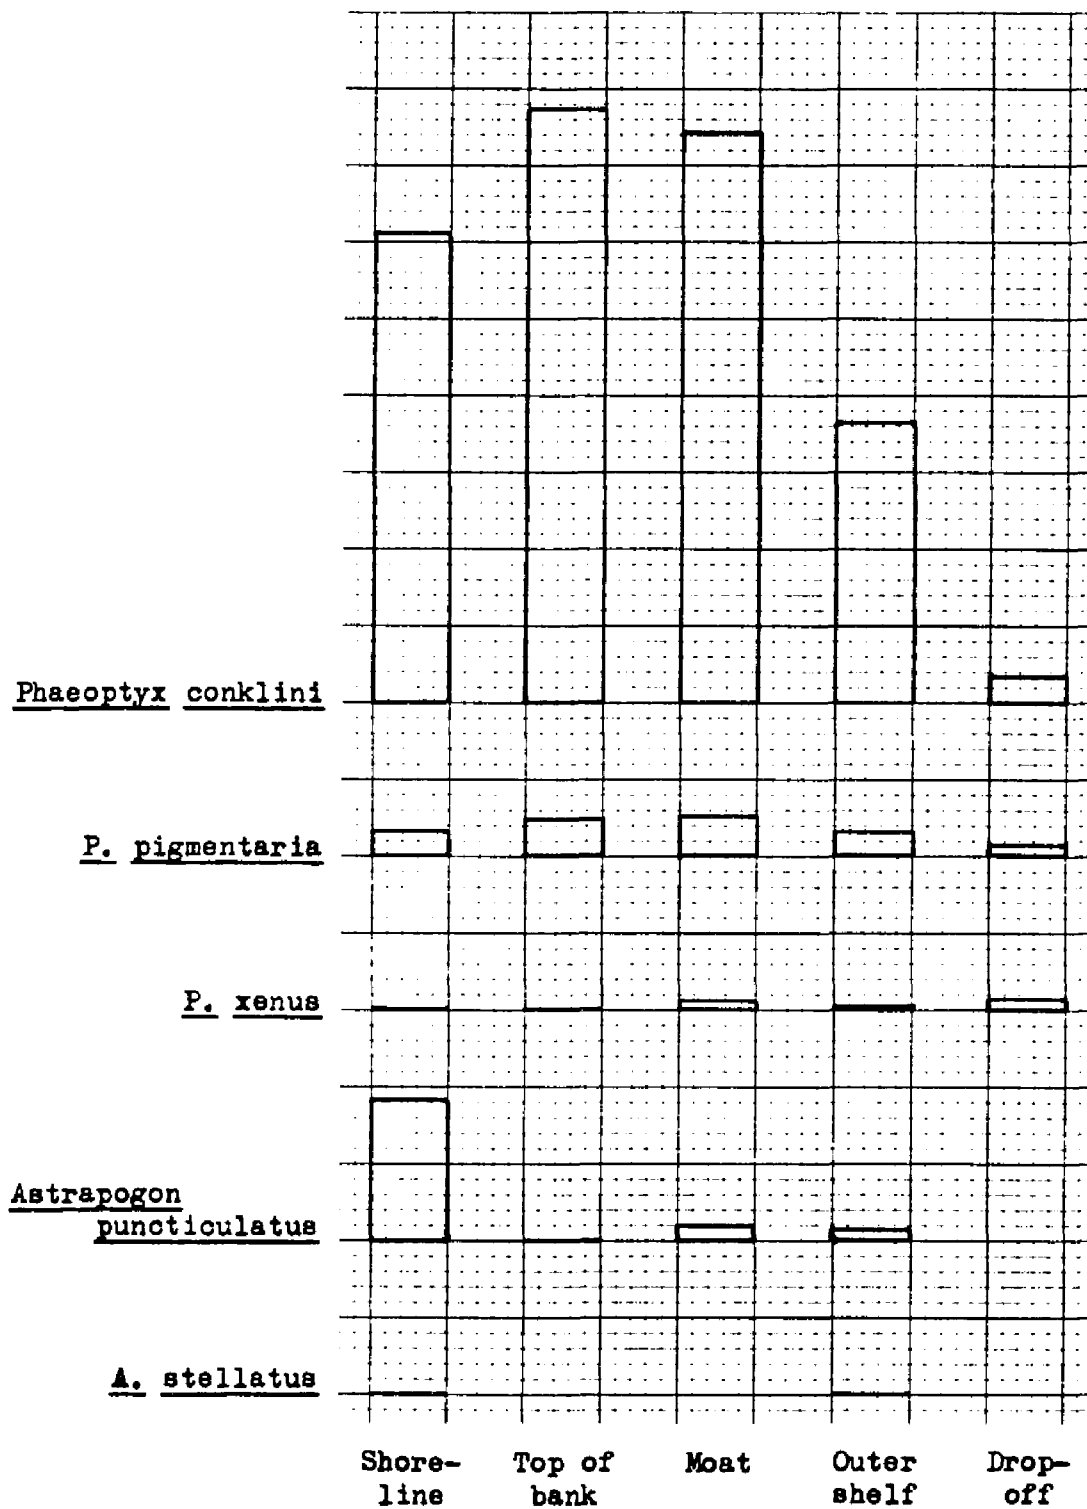 Phaeoptyx conklini
P. pigmentaria
P. xenus
Astrapogon
puncticulatus
A. stellatus
Shore-
line
Top of
bank
Moat
Outer
shelf
Drop-
off